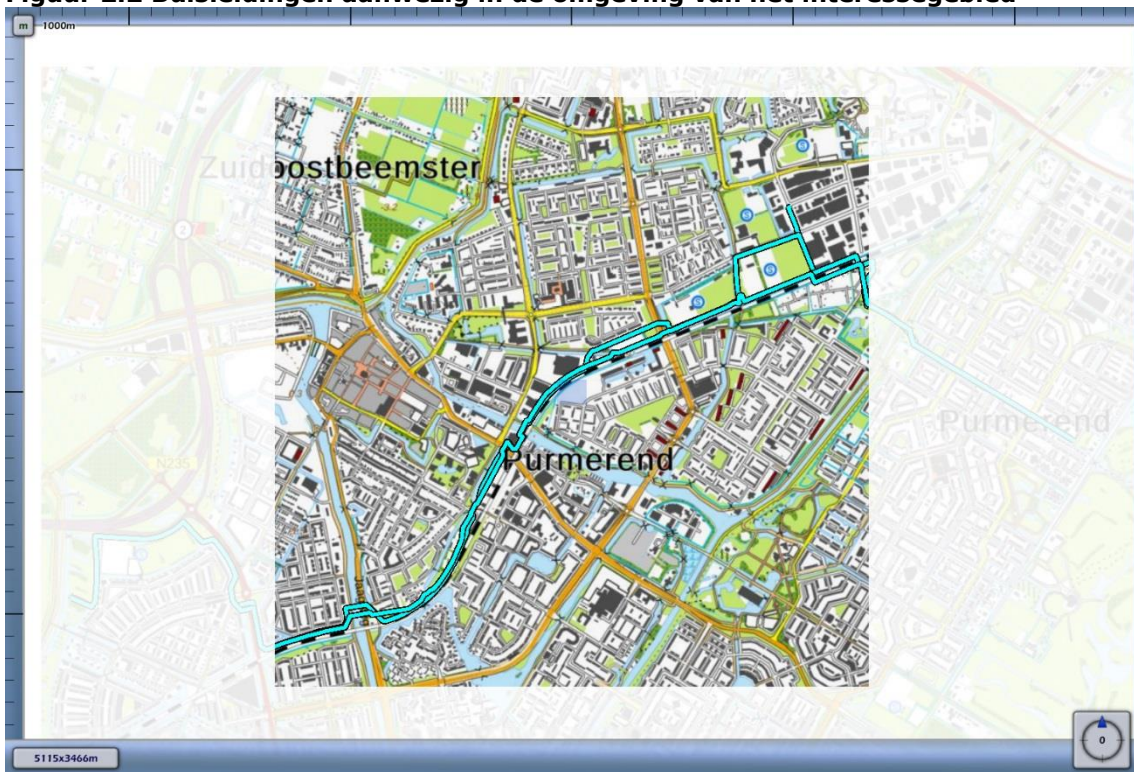 Figuur 2.2 Buisleidingen aanwezig in de omgeving van het interessegebied
m
1000m
Zuidoostbeemster
2
S
S
S
S
Purmerend
N235
Purmerend
5115x3466m
0